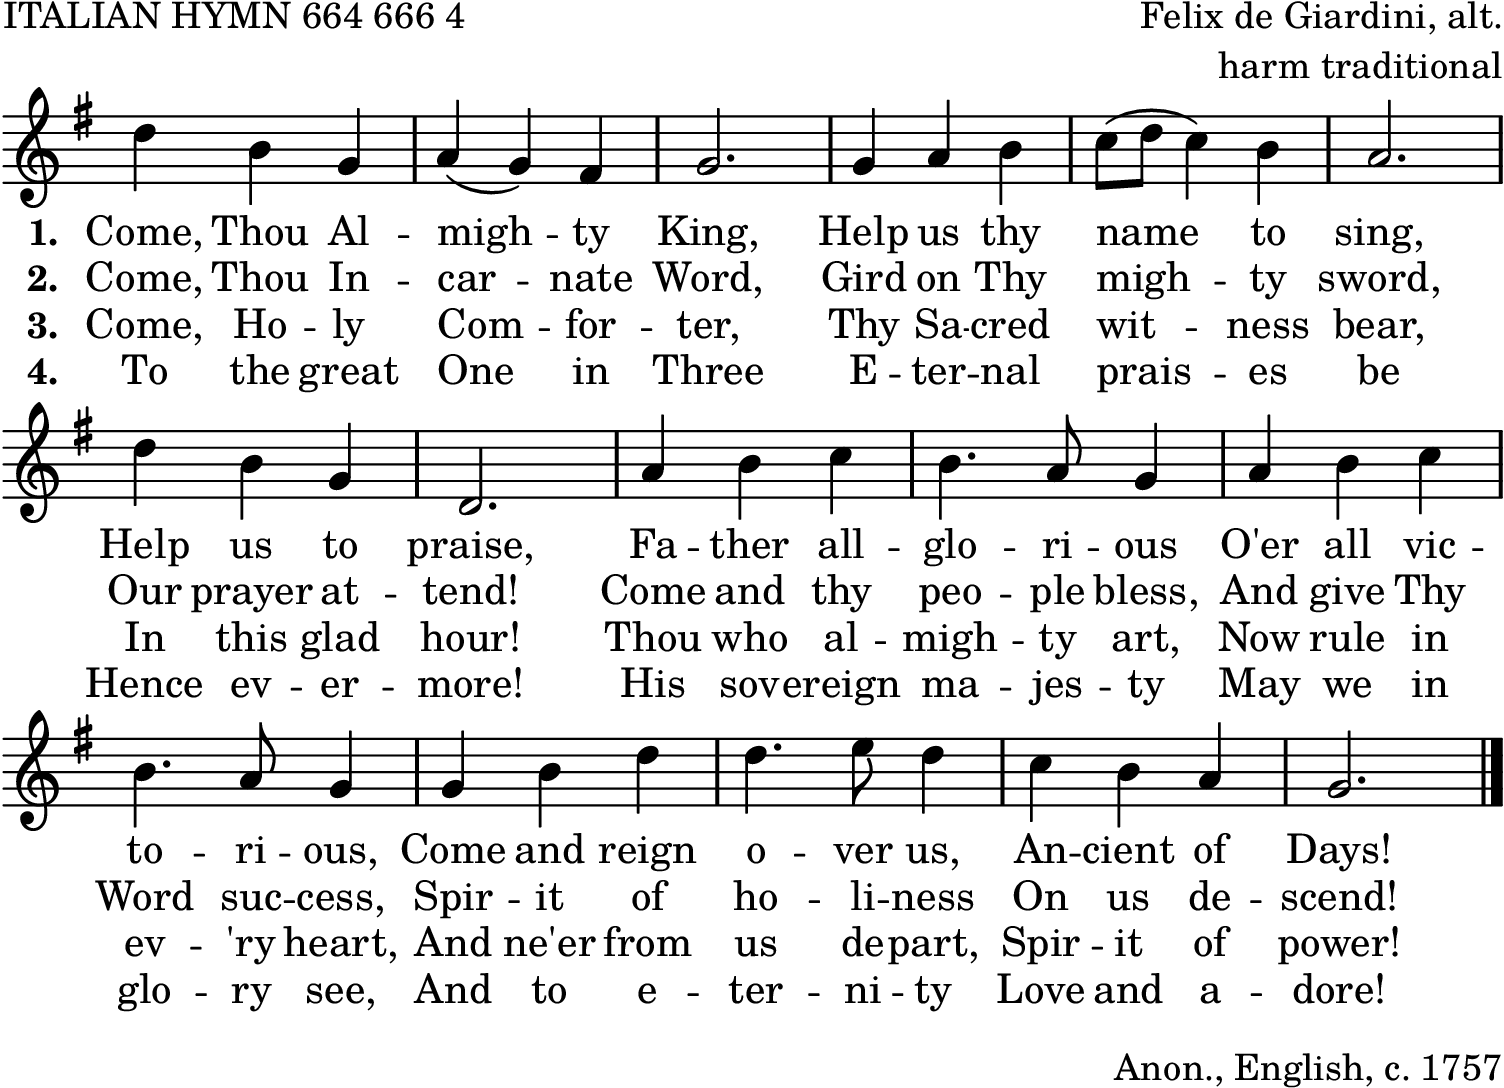 ITALIAN HYMN 664 666 4
Felix de Giardini, alt.
harm traditional
1. Come, Thou Al - migh - ty King, Help us thy name to sing,
2. Come, Thou In - car - nate Word, Gird on Thy migh - ty sword,
3. Come, Ho - ly Com - for - ter, Thy Sa - cred wit - ness bear,
4. To the great One in Three E - ter - nal prais - es be
Help us to praise, Fa - ther all - glo - ri - ous O'er all vic -
Our prayer at - tend! Come and thy peo - ple bless, And give Thy
In this glad hour! Thou who al - migh - ty art, Now rule in
Hence ev - er - more! His sovereign ma - jes - ty May we in
to - ri - ous, Come and reign o - ver us, An - cient of Days!
Word suc - cess, Spir - it of ho - li - ness On us de - scend!
ev - 'ry heart, And ne'er from us depart, Spir - it of power!
glo - ry see, And to e - ter - ni - ty Love and a - dore!
Anon., English, c. 1757